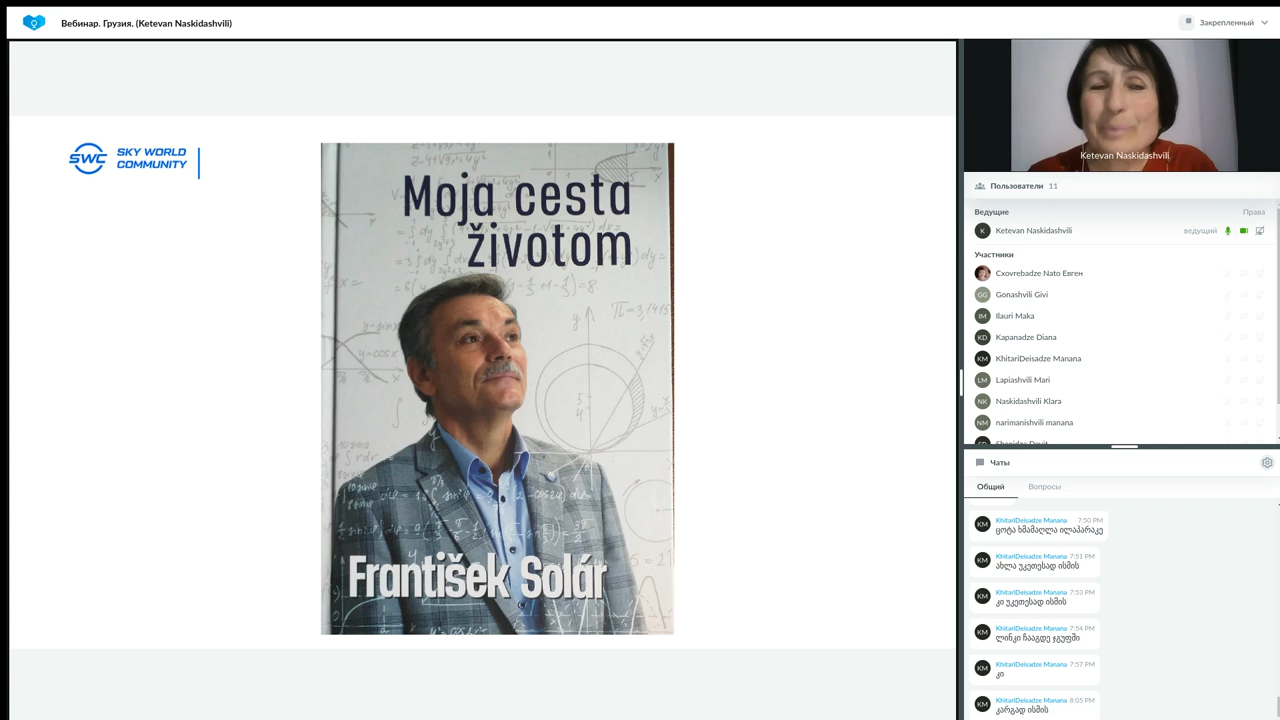 Вебинар. Грузия. (Ketevan Naskidashvili)
Закрепленный
SWC
SKY WORLD
COMMUNITY
Moja cesta
životom
František Solár
Ketevan Naskidashvili
Пользователи 11
Ведущие Права
K Ketevan Naskidashvili ведущий
Участники
Cxovrebadze Nato Евген
GG Gonashvili Givi
IM Ilauri Maka
KD Kapanadze Diana
KM KhitariDeisadze Manana
LM Lapiashvili Mari
NK Naskidashvili Klara
NM narimanishvili manana
Чаты
Общий Вопросы
KM KhitariDeisadze Manana 7:50 PM
ცოტა ხმამაღლა ილაპარაკე
KM KhitariDeisadze Manana 7:51 PM
ახლა უკეთესად ისმის
KM KhitariDeisadze Manana 7:53 PM
კი უკეთესად ისმის
KM KhitariDeisadze Manana 7:54 PM
ლინკი ჩააგდე ჯგუფში
KM KhitariDeisadze Manana 7:57 PM
კი
KM KhitariDeisadze Manana 8:05 PM
კარგად ისმის